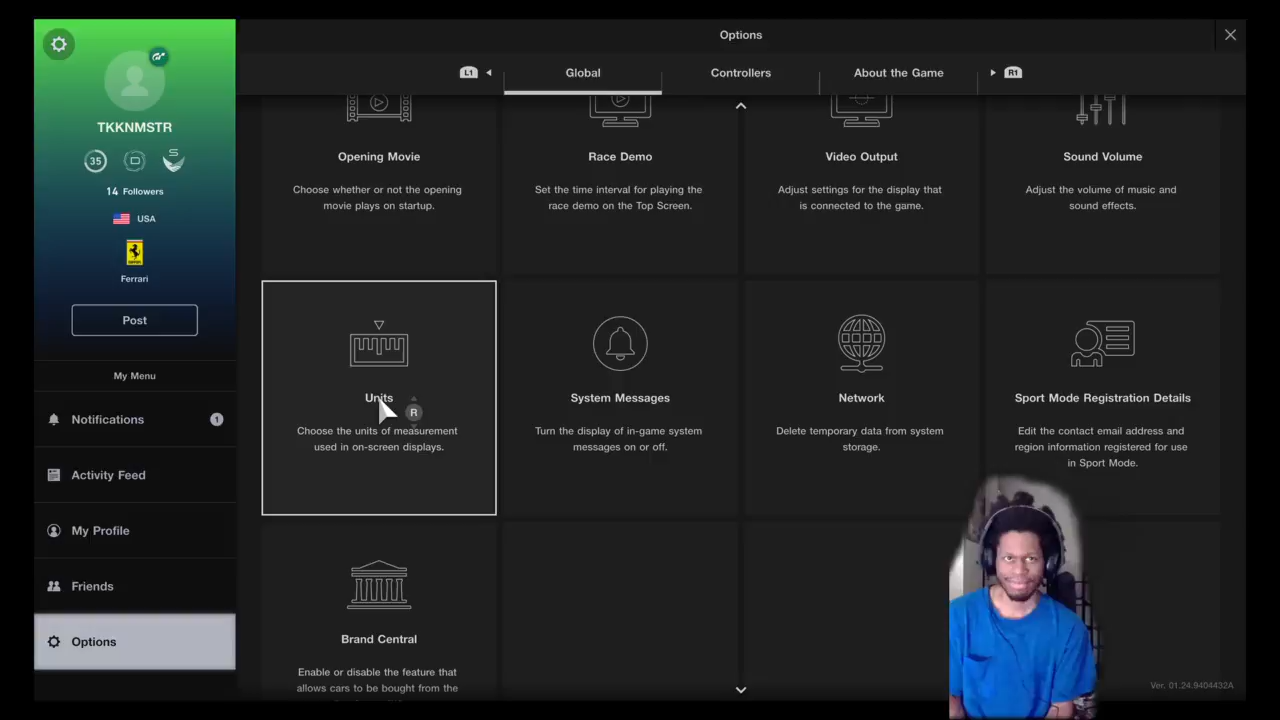 Options
L1
Global
Controllers
About the Game
R1
TKKNMSTR
35
D
S
14 Followers
USA
Ferrari
Post
My Menu
Notifications
1
Activity Feed
My Profile
Friends
Options
Opening Movie
Choose whether or not the opening
movie plays on startup.
Race Demo
Set the time interval for playing the
race demo on the Top Screen.
Video Output
Adjust settings for the display that
is connected to the game.
Sound Volume
Adjust the volume of music and
sound effects.
Units
R
Choose the units of measurement
used in on-screen displays.
System Messages
Turn the display of in-game system
messages on or off.
Network
Delete temporary data from system
storage.
Sport Mode Registration Details
Edit the contact email address and
region information registered for use
in Sport Mode.
Brand Central
Enable or disable the feature that
allows cars to be bought from the
Ver. 01.24.9404432A